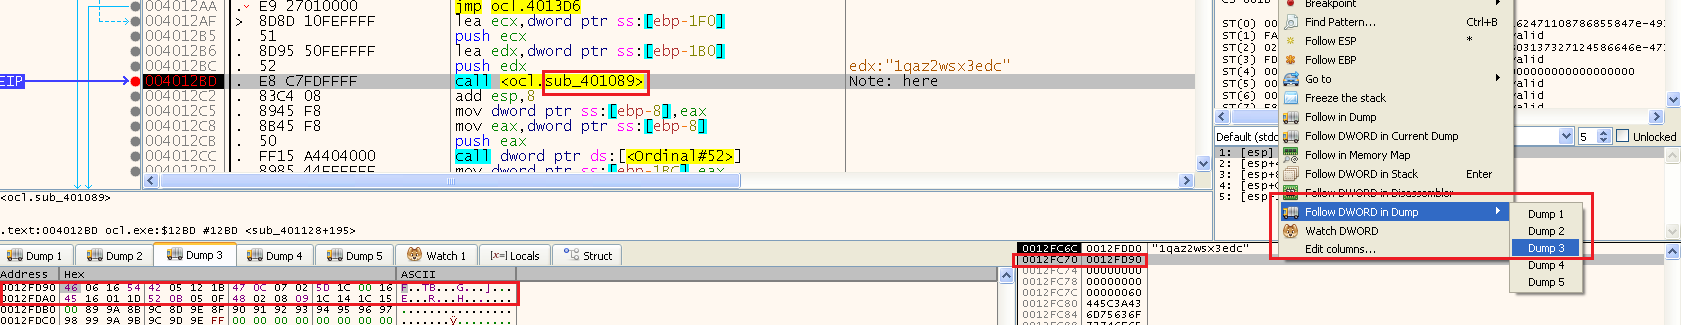 004012AA . E9 27010000 jmp ocl.4013D6
004012AF > 8D8D 10FEFFFF lea ecx,dword ptr ss:[ebp-1F0]
004012B5 . 51 push ecx
004012B6 . 8D95 50FEFFFF lea edx,dword ptr ss:[ebp-1B0]
004012BC . 52 push edx edx:"1qaz2wsx3edc"
EIP 004012BD . E8 C7FDFFFF call <ocl.sub_401089> Note: here
004012C2 . 83C4 08 add esp,8
004012C5 . 8945 F8 mov dword ptr ss:[ebp-8],eax
004012C8 . 8B45 F8 mov eax,dword ptr ss:[ebp-8]
004012CB . 50 push eax
004012CC . FF15 A4404000 call dword ptr ds:[<Ordinal#52>]
004012D2 . 8985 44FEFFFF mov dword ptr ss:[ebp-1BC],eax
<ocl.sub_401089>
.text:004012BD ocl.exe:$12BD #12BD <sub_401128+195>
Dump 1 Dump 2 Dump 3 Dump 4 Dump 5 Watch 1 [x=] Locals Struct
Address Hex ASCII
0012FD90 46 06 16 54 42 05 12 1B 47 0C 07 02 5D 1C 00 16 F..TB...G...]...
0012FDA0 45 16 01 1D 52 0B 05 0F 48 02 08 09 1C 14 1C 15 E...R...H.......
0012FDB0 00 89 9A 8B 9C 8D 9E 8F 90 91 92 93 94 95 96 97 ................
0012FDC0 98 99 9A 9B 9C 9D 9E FF 00 00 00 00 00 00 00 00 .......ÿ........
0012FC6C 0012FDD0 "1qaz2wsx3edc"
0012FC70 0012FD90
0012FC74 00000000
0012FC78 00000000
0012FC7C 00000060
0012FC80 445C3A43
0012FC84 6D75636F
ST(0) 00
ST(1) FA
ST(2) 02
ST(3) FD
ST(4) 00
ST(5) 00
ST(6) 00
62471108786855847e-49
valid
3031373271245866466e-47
valid
00000000000000000
valid
valid
Default (stdc
5 Unlocked
1: [esp]
2: [esp+4
3: [esp+8
4: [esp+C
5: [esp+
Breakpoint
Find Pattern... Ctrl+B
Follow ESP *
Follow EBP
Go to
Freeze the stack
Follow in Dump
Follow DWORD in Current Dump
Follow in Memory Map
Follow DWORD in Stack Enter
Follow DWORD in Disassembler
Follow DWORD in Dump
Watch DWORD
Edit columns...
Dump 1
Dump 2
Dump 3
Dump 4
Dump 5